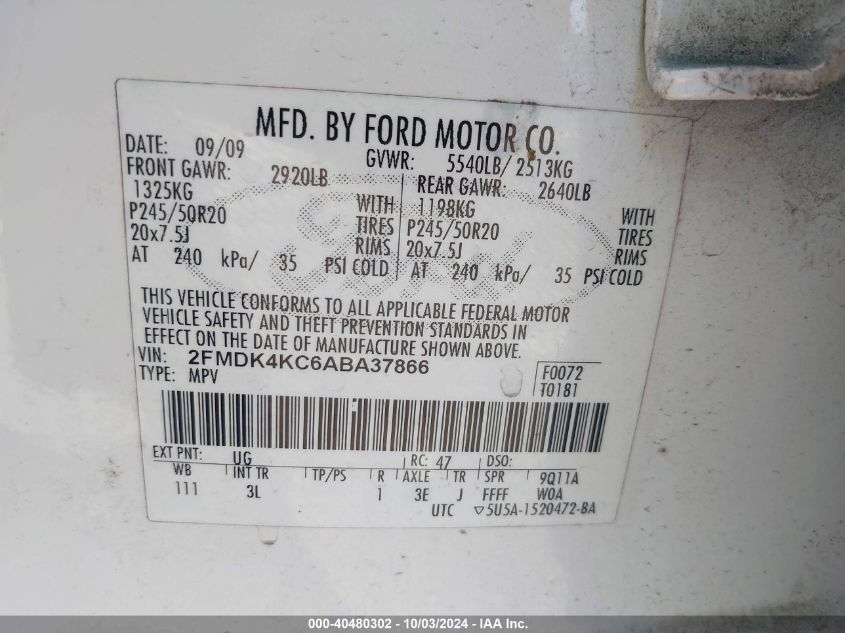 MFD. BY FORD MOTOR CO.
DATE: 09/09 GVWR: 5540LB/ 2513KG
FRONT GAWR: 2920LB REAR GAWR: 2640LB
1325KG WITH 1198KG WITH
P245/50R20 TIRES P245/50R20 TIRES
20x7.5J RIMS 20x7.5J RIMS
AT 240 kPa/ 35 PSI COLD AT 240 kPa/ 35 PSI COLD
THIS VEHICLE CONFORMS TO ALL APPLICABLE FEDERAL MOTOR
VEHICLE SAFETY AND THEFT PREVENTION STANDARDS IN
EFFECT ON THE DATE OF MANUFACTURE SHOWN ABOVE.
VIN: 2FMDK4KC6ABA37866 F0072
TYPE: MPV T0181
EXT PNT: UG RC: 47 DSO:
WB INT TR TP/PS R AXLE TR SPR 9Q11A
111 3L 1 3E J FFFF W0A
UTC ▽5U5A-1520472-BA
000-40480302 - 10/03/2024 - IAA Inc.